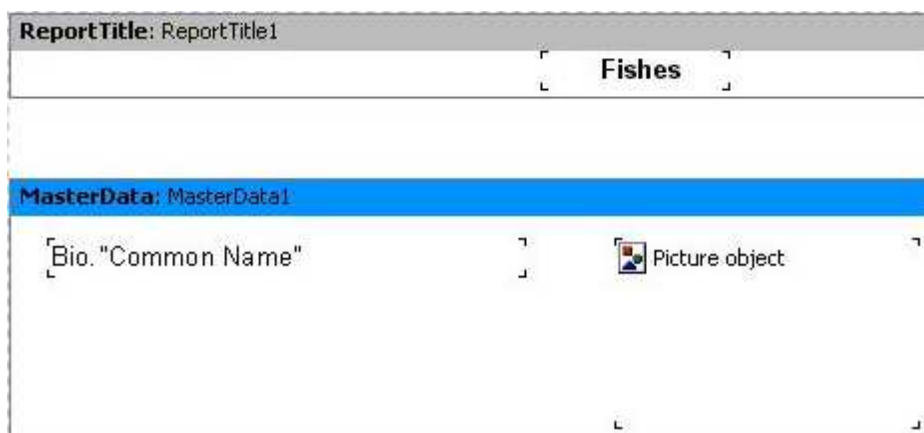 ReportTitle: ReportTitle1
Fishes
MasterData: MasterData1
Bio."Common Name"
Picture object